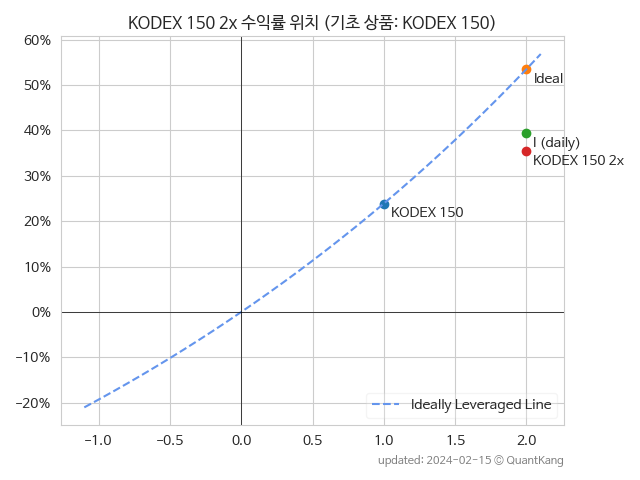 KODEX 150 2x 수익률 위치 (기초 상품: KODEX 150)
60%
50%
40%
30%
20%
10%
0%
−10%
−20%
Ideal
I (daily)
KODEX 150 2x
KODEX 150
Ideally Leveraged Line
−1.0 −0.5 0.0 0.5 1.0 1.5 2.0
updated: 2024-02-15 © QuantKang